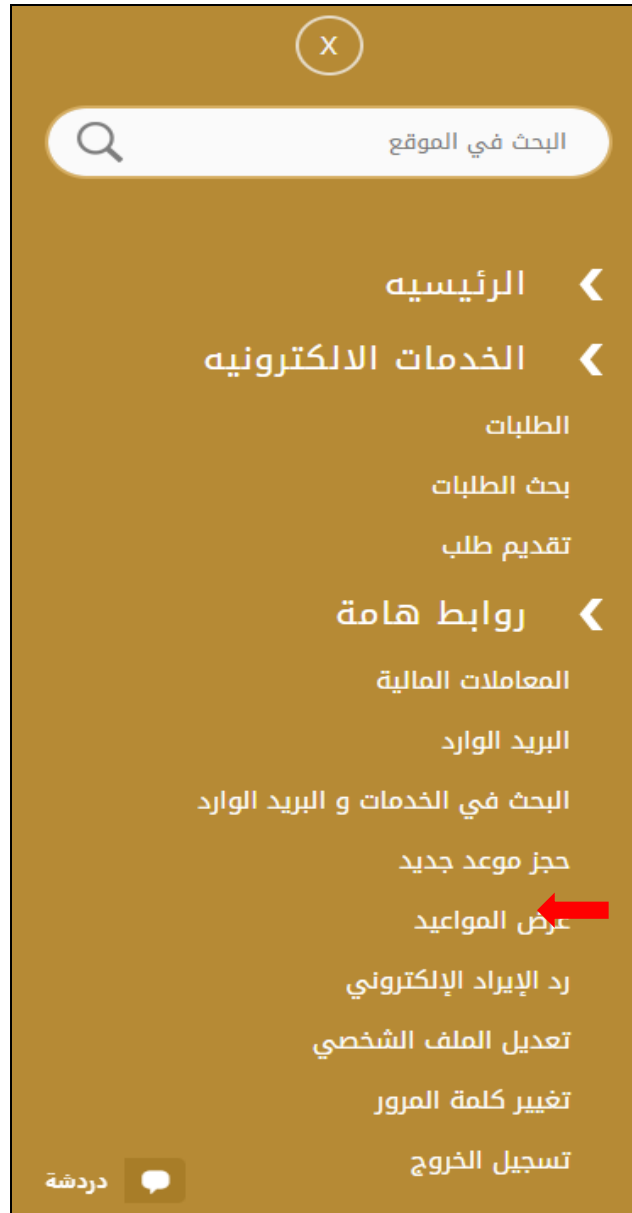 X
البحث في الموقع
الرئيسيه
الخدمات الالكترونيه
الطلبات
بحث الطلبات
تقديم طلب
روابط هامة
المعاملات المالية
البريد الوارد
البحث في الخدمات و البريد الوارد
حجز موعد جديد
عرض المواعيد
رد الإيراد الإلكتروني
تعديل الملف الشخصي
تغيير كلمة المرور
تسجيل الخروج
دردشة